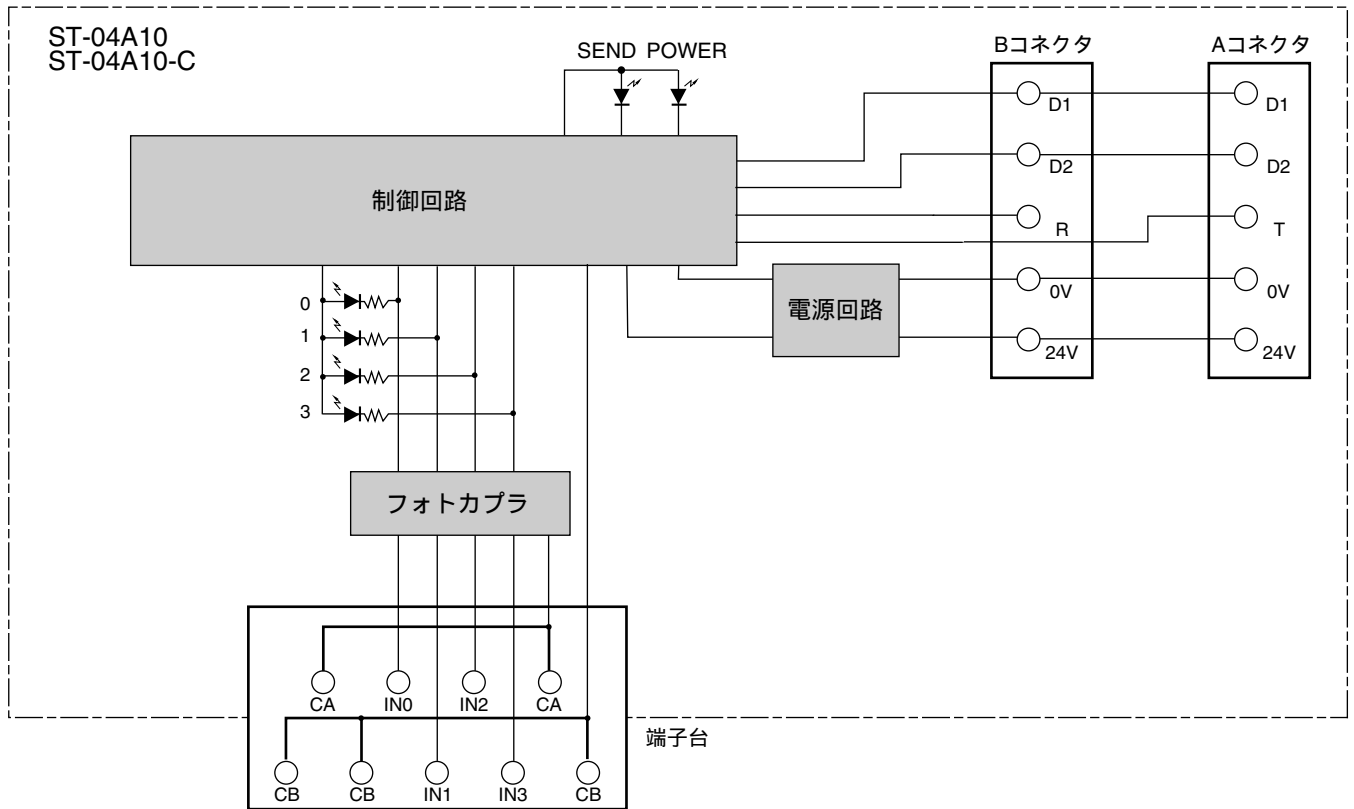 ST-04A10
ST-04A10-C
SEND POWER
Bコネクタ
Aコネクタ
D1
D1
D2
D2
制御回路
R
T
電源回路
0V
0V
24V
24V
0
1
2
3
フォトカプラ
CA
IN0
IN2
CA
端子台
CB
CB
IN1
IN3
CB